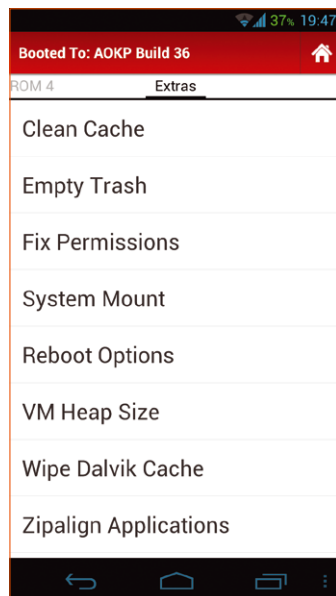 37% 19:47
Booted To: AOKP Build 36
ROM 4 Extras
Clean Cache
Empty Trash
Fix Permissions
System Mount
Reboot Options
VM Heap Size
Wipe Dalvik Cache
Zipalign Applications